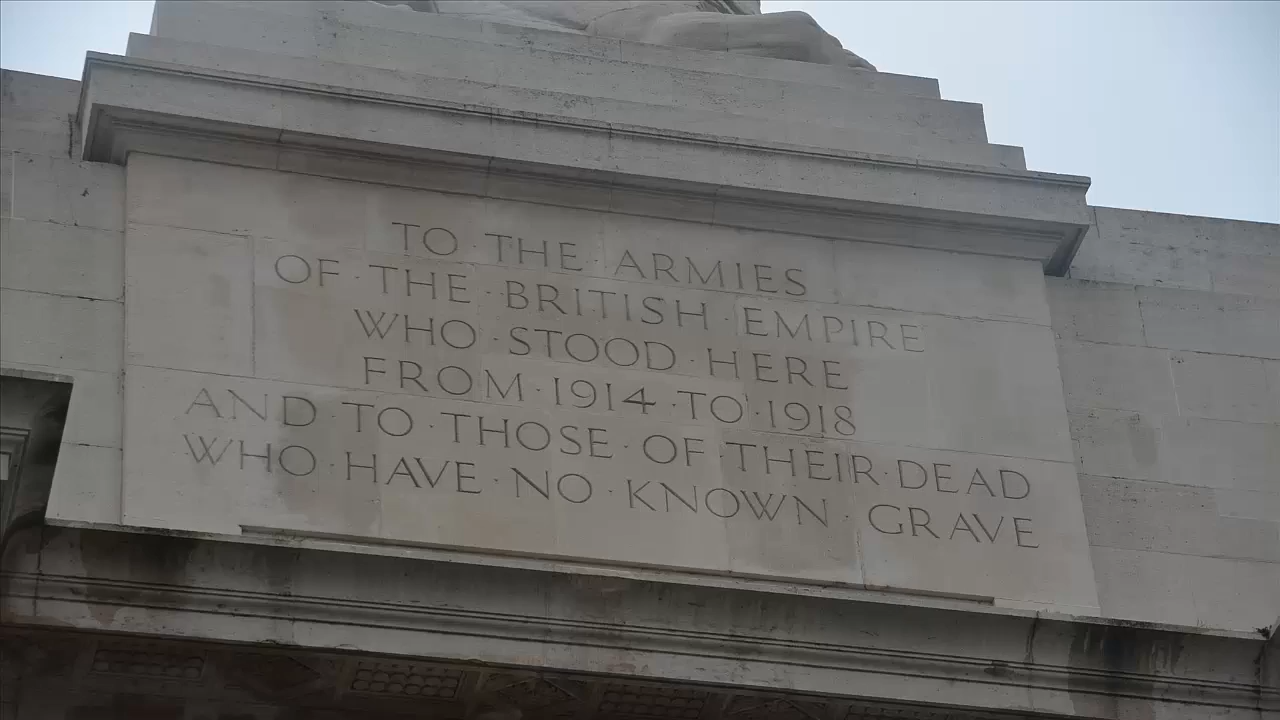 TO · THE · ARMIES
OF · THE · BRITISH · EMPIRE
WHO · STOOD · HERE
FROM · 1914 · TO · 1918
AND · TO · THOSE · OF · THEIR · DEAD
WHO · HAVE · NO · KNOWN · GRAVE